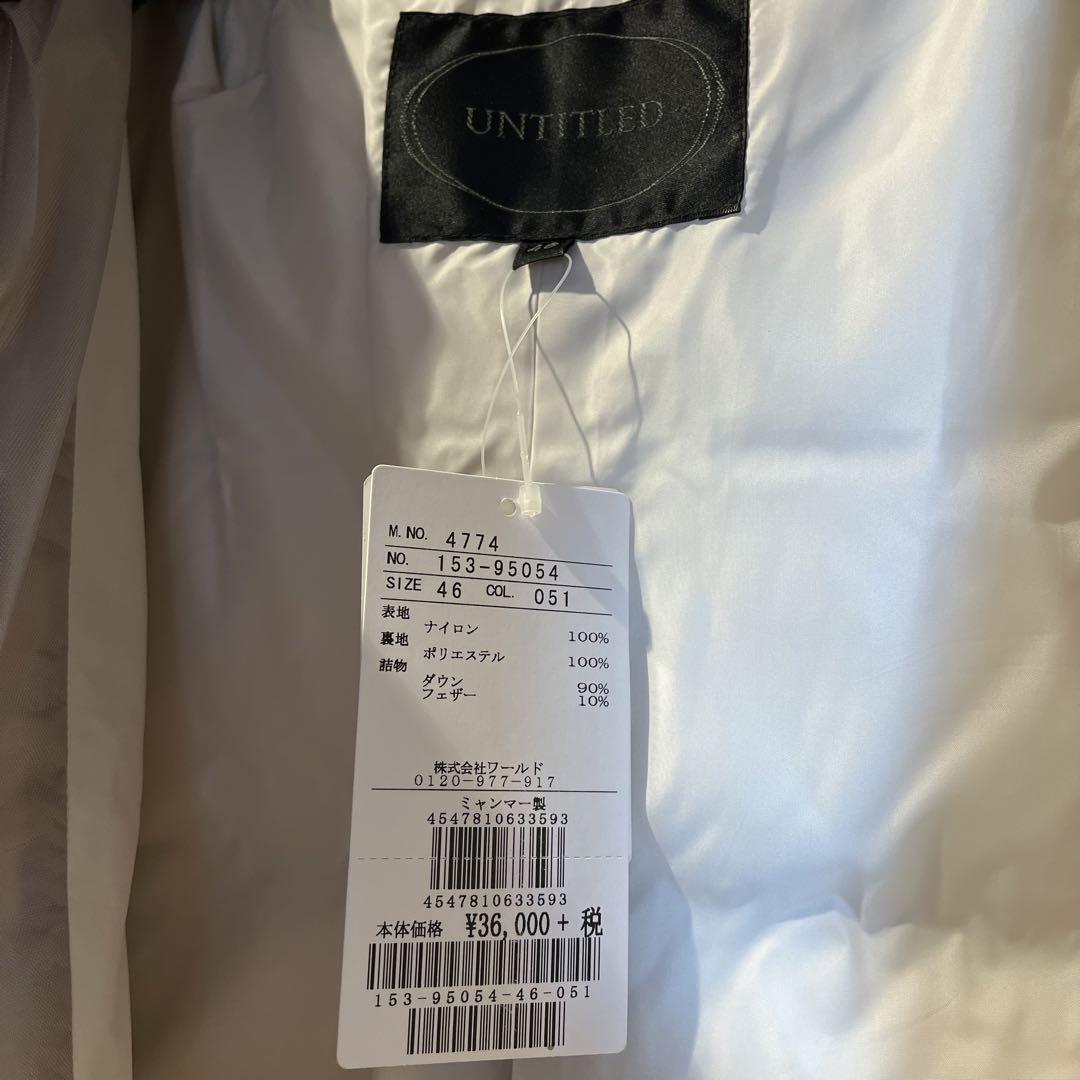 UNTITLED
M. NO. 4774
NO. 153-95054
SIZE 46 COL. 051
表地
ナイロン 100%
裏地
ポリエステル 100%
詰物
ダウン 90%
フェザー 10%
株式会社ワールド
0120-977-917
ミャンマー製
4547810633593
4547810633593
本体価格 ¥36,000+ 税
153-95054-46-051